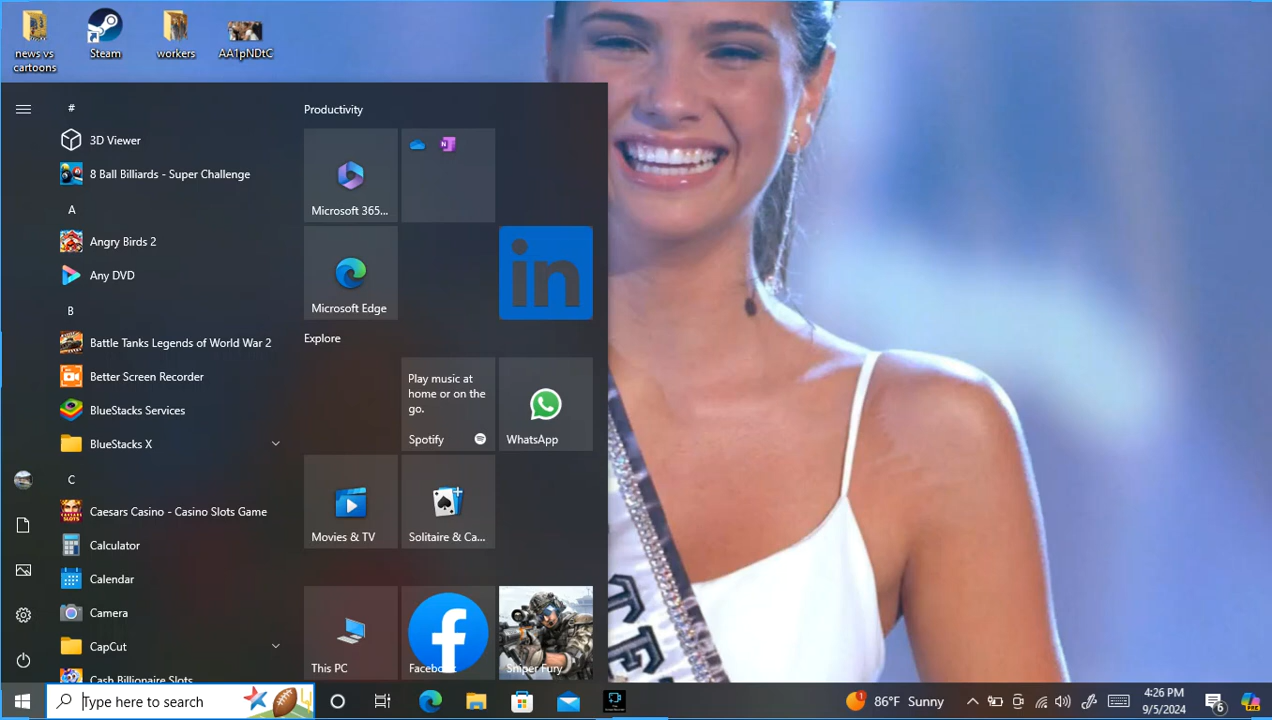 news vs
cartoons
Steam
workers
AA1pNDtC
#
3D Viewer
8 Ball Billiards - Super Challenge
A
Angry Birds 2
Any DVD
B
Battle Tanks Legends of World War 2
Better Screen Recorder
BlueStacks Services
BlueStacks X
C
Caesars Casino - Casino Slots Game
Calculator
Calendar
Camera
CapCut
Cash Billionaire Slots
Productivity
Microsoft 365...
Microsoft Edge
in
Explore
Play music at
home or on the
go.
Spotify
WhatsApp
Movies & TV
Solitaire & Ca...
This PC
Facebook
Sniper Fury
Type here to search
1
86°F Sunny
4:26 PM
9/5/2024
6
PRE